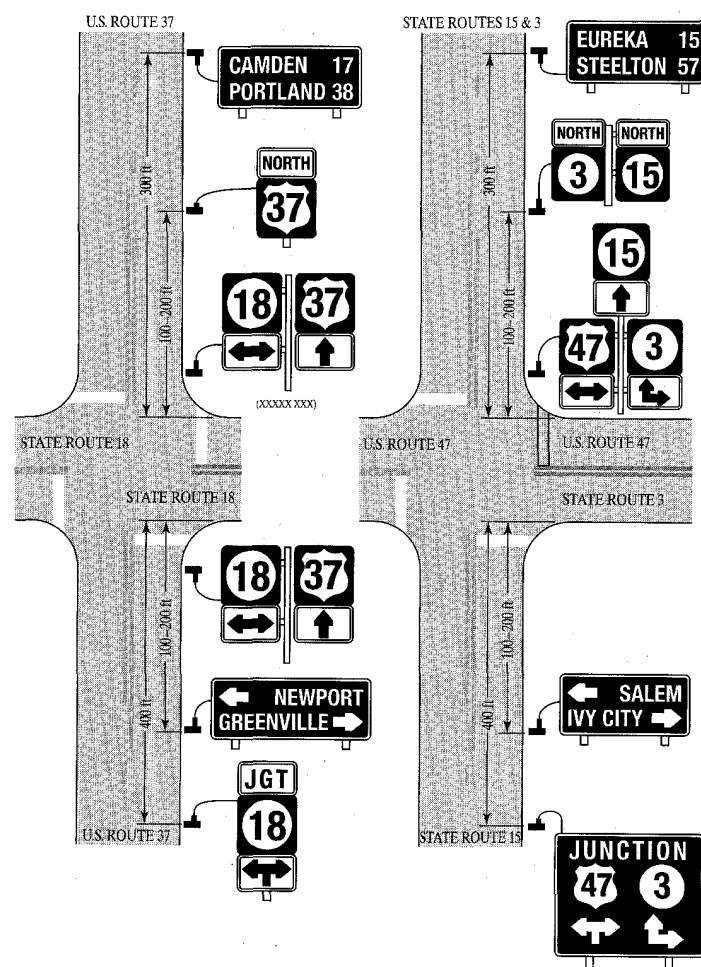 U.S. ROUTE 37
CAMDEN 17
PORTLAND 38
300 ft
NORTH
37
100–200 ft
18
37
(XXXXX XXX)
STATE ROUTE 18
STATE ROUTE 18
18
37
100–200 ft
400 ft
NEWPORT
GREENVILLE
JGT
18
U.S. ROUTE 37
STATE ROUTES 15 & 3
EUREKA 15
STEELTON 57
300 ft
NORTH NORTH
3 15
100–200 ft
15
47 3
U.S. ROUTE 47
U.S. ROUTE 47
STATE ROUTE 3
100–200 ft
400 ft
SALEM
IVY CITY
STATE ROUTE 15
JUNCTION
47 3